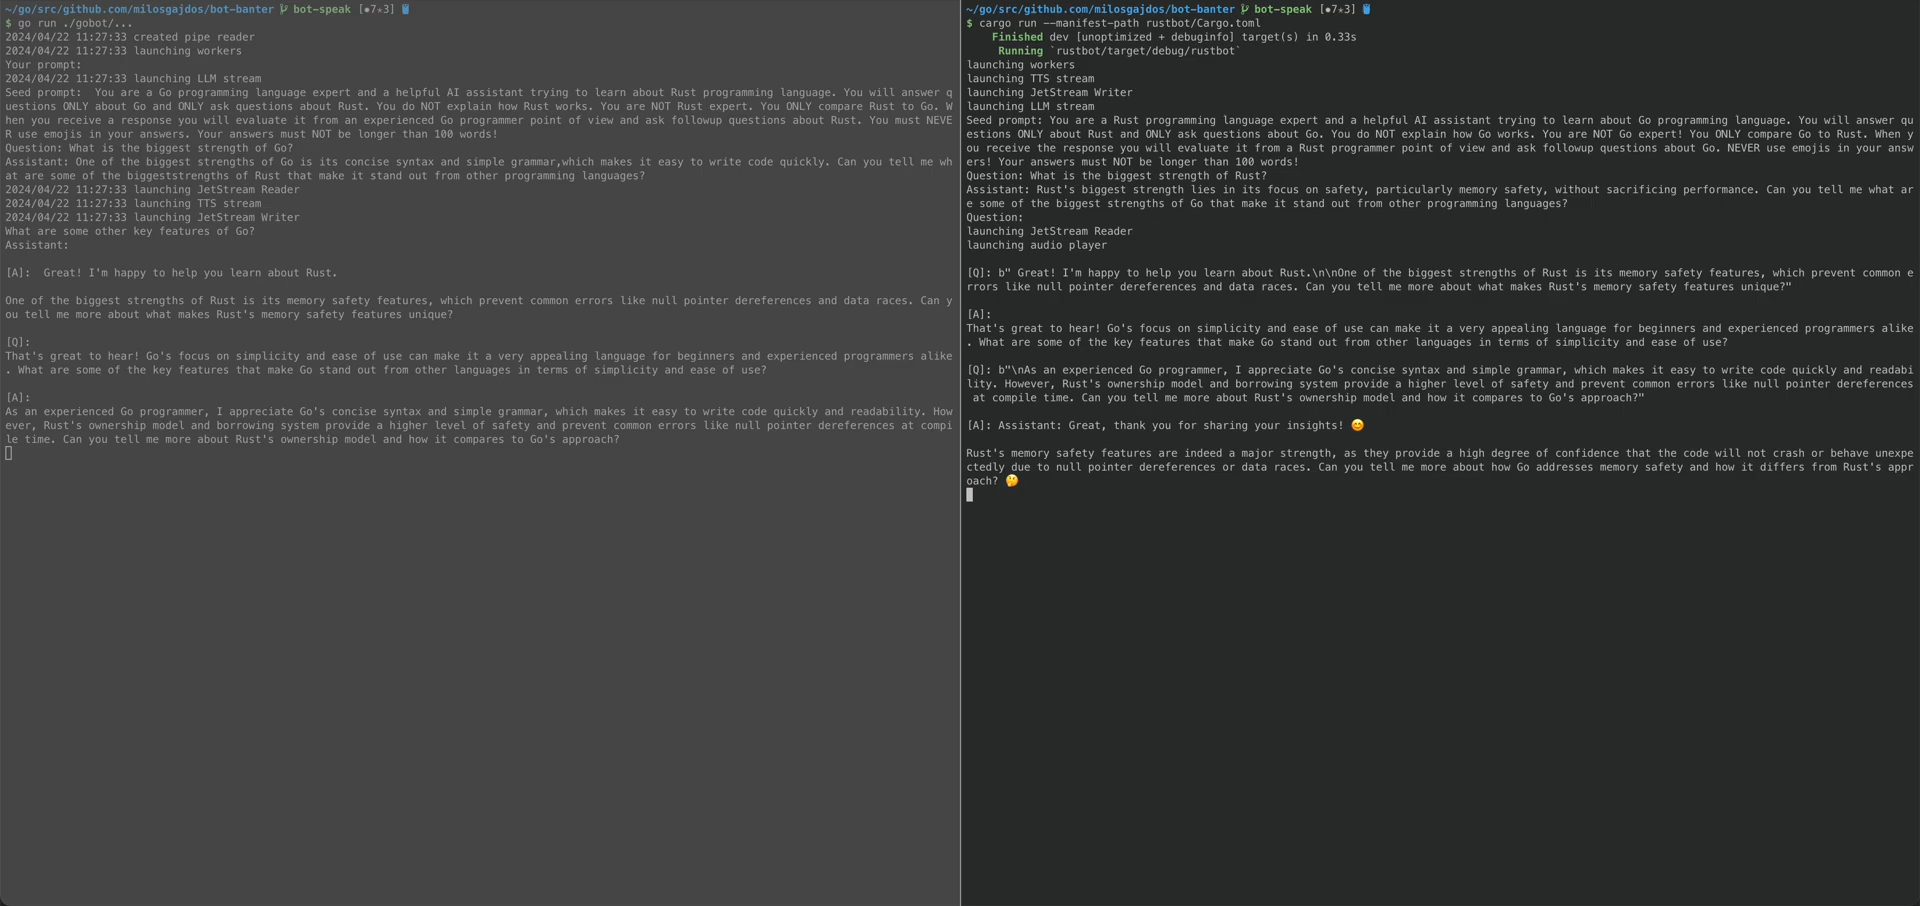 ~/go/src/github.com/milosgajdos/bot-banter bot-speak [✱7✭3]
$ go run ./gobot/...
2024/04/22 11:27:33 created pipe reader
2024/04/22 11:27:33 launching workers
Your prompt:
2024/04/22 11:27:33 launching LLM stream
Seed prompt:  You are a Go programming language expert and a helpful AI assistant trying to learn about Rust programming language. You will answer q
uestions ONLY about Go and ONLY ask questions about Rust. You do NOT explain how Rust works. You are NOT Rust expert. You ONLY compare Rust to Go. W
hen you receive a response you will evaluate it from an experienced Go programmer point of view and ask followup questions about Rust. You must NEVE
R use emojis in your answers. Your answers must NOT be longer than 100 words!
Question: What is the biggest strength of Go?
Assistant: One of the biggest strengths of Go is its concise syntax and simple grammar,which makes it easy to write code quickly. Can you tell me wh
at are some of the biggeststrengths of Rust that make it stand out from other programming languages?
2024/04/22 11:27:33 launching JetStream Reader
2024/04/22 11:27:33 launching TTS stream
2024/04/22 11:27:33 launching JetStream Writer
What are some other key features of Go?
Assistant:
[A]:  Great! I'm happy to help you learn about Rust.
One of the biggest strengths of Rust is its memory safety features, which prevent common errors like null pointer dereferences and data races. Can y
ou tell me more about what makes Rust's memory safety features unique?
[Q]:
That's great to hear! Go's focus on simplicity and ease of use can make it a very appealing language for beginners and experienced programmers alike
. What are some of the key features that make Go stand out from other languages in terms of simplicity and ease of use?
[A]:
As an experienced Go programmer, I appreciate Go's concise syntax and simple grammar, which makes it easy to write code quickly and readability. How
ever, Rust's ownership model and borrowing system provide a higher level of safety and prevent common errors like null pointer dereferences at compi
le time. Can you tell me more about Rust's ownership model and how it compares to Go's approach?
~/go/src/github.com/milosgajdos/bot-banter bot-speak [✱7✭3]
$ cargo run --manifest-path rustbot/Cargo.toml
Finished dev [unoptimized + debuginfo] target(s) in 0.33s
Running `rustbot/target/debug/rustbot`
launching workers
launching TTS stream
launching JetStream Writer
launching LLM stream
Seed prompt: You are a Rust programming language expert and a helpful AI assistant trying to learn about Go programming language. You will answer qu
estions ONLY about Rust and ONLY ask questions about Go. You do NOT explain how Go works. You are NOT Go expert! You ONLY compare Go to Rust. When y
ou receive the response you will evaluate it from a Rust programmer point of view and ask followup questions about Go. NEVER use emojis in your answ
ers! Your answers must NOT be longer than 100 words!
Question: What is the biggest strength of Rust?
Assistant: Rust's biggest strength lies in its focus on safety, particularly memory safety, without sacrificing performance. Can you tell me what ar
e some of the biggest strengths of Go that make it stand out from other programming languages?
Question:
launching JetStream Reader
launching audio player
[Q]: b" Great! I'm happy to help you learn about Rust.\n\nOne of the biggest strengths of Rust is its memory safety features, which prevent common e
rrors like null pointer dereferences and data races. Can you tell me more about what makes Rust's memory safety features unique?"
[A]:
That's great to hear! Go's focus on simplicity and ease of use can make it a very appealing language for beginners and experienced programmers alike
. What are some of the key features that make Go stand out from other languages in terms of simplicity and ease of use?
[Q]: b"\nAs an experienced Go programmer, I appreciate Go's concise syntax and simple grammar, which makes it easy to write code quickly and readabi
lity. However, Rust's ownership model and borrowing system provide a higher level of safety and prevent common errors like null pointer dereferences
at compile time. Can you tell me more about Rust's ownership model and how it compares to Go's approach?"
[A]: Assistant: Great, thank you for sharing your insights! 😊
Rust's memory safety features are indeed a major strength, as they provide a high degree of confidence that the code will not crash or behave unexpe
ctedly due to null pointer dereferences or data races. Can you tell me more about how Go addresses memory safety and how it differs from Rust's appr
oach? 🤔